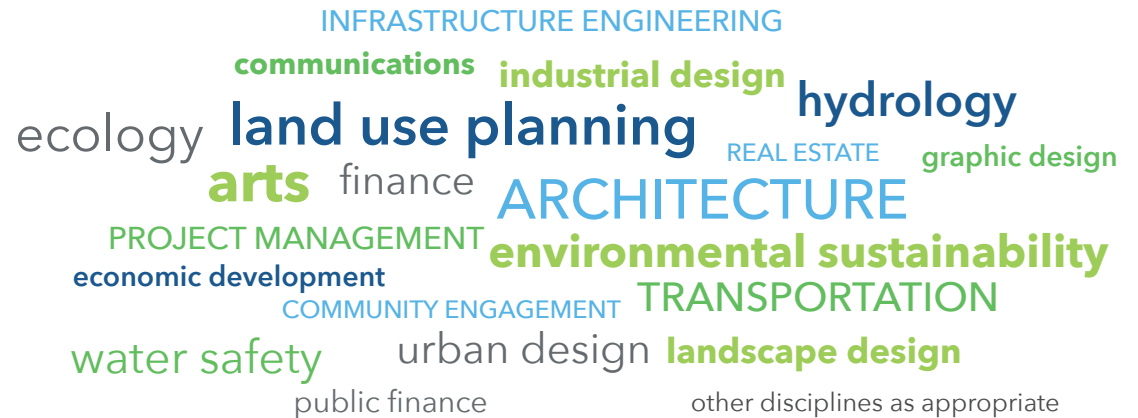 INFRASTRUCTURE ENGINEERING
communications
industrial design
hydrology
ecology
land use planning
REAL ESTATE
graphic design
arts
finance
ARCHITECTURE
PROJECT MANAGEMENT
environmental sustainability
economic development
COMMUNITY ENGAGEMENT
TRANSPORTATION
water safety
urban design
landscape design
public finance
other disciplines as appropriate